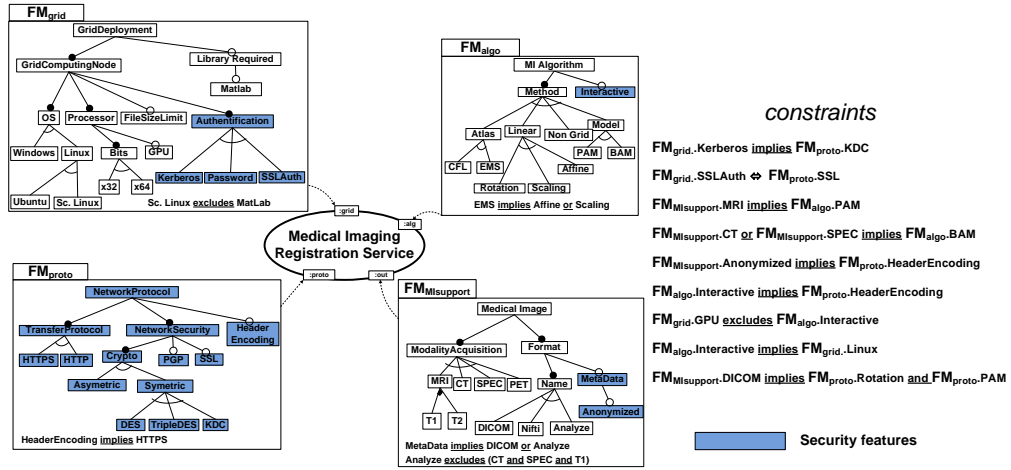 FMgrid
GridDeployment
GridComputingNode
Library Required
Matlab
OS
Processor
FileSizeLimit
Authentification
Windows
Linux
Bits
GPU
Kerberos
Password
SSLAuth
x32
x64
Ubuntu
Sc. Linux
Sc. Linux excludes MatLab
FMalgo
MI Algorithm
Method
Interactive
Atlas
Linear
Non Grid
Model
CFL
EMS
PAM
BAM
Affine
Rotation
Scaling
EMS implies Affine or Scaling
:grid
:alg
Medical Imaging
Registration Service
:proto
:out
FMproto
NetworkProtocol
TransferProtocol
NetworkSecurity
Header
Encoding
HTTPS
HTTP
Crypto
PGP
SSL
Asymetric
Symetric
DES
TripleDES
KDC
HeaderEncoding implies HTTPS
FMMIsupport
Medical Image
ModalityAcquisition
Format
MRI
CT
SPEC
PET
Name
MetaData
Anonymized
T1
T2
DICOM
Nifti
Analyze
MetaData implies DICOM or Analyze
Analyze excludes (CT and SPEC and T1)
constraints
FMgrid.Kerberos implies FMproto.KDC
FMgrid.SSLAuth ⇔ FMproto.SSL
FMMIsupport.MRI implies FMalgo.PAM
FMMIsupport.CT or FMMIsupport.SPEC implies FMalgo.BAM
FMMIsupport.Anonymized implies FMproto.HeaderEncoding
FMalgo.Interactive implies FMproto.HeaderEncoding
FMgrid.GPU excludes FMalgo.Interactive
FMalgo.Interactive implies FMgrid..Linux
FMMIsupport.DICOM implies FMproto.Rotation and FMproto.PAM
Security features